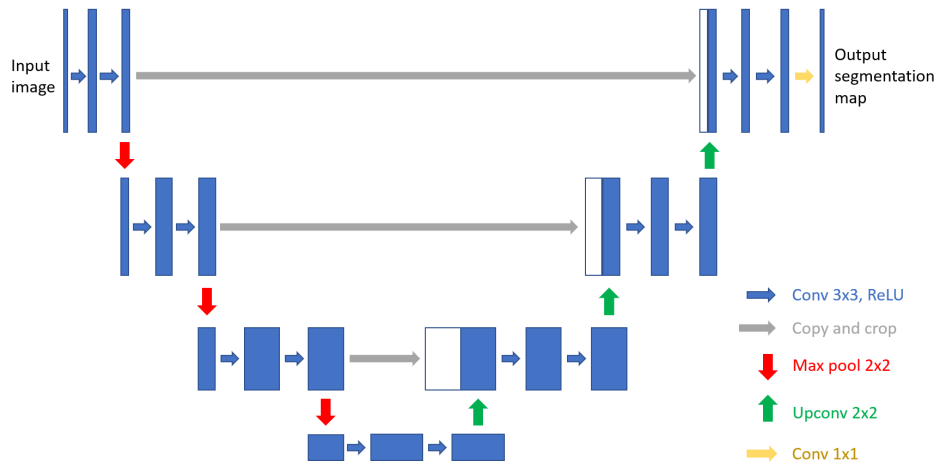 Input
image
Output
segmentation
map
Conv 3x3, ReLU
Copy and crop
Max pool 2x2
Upconv 2x2
Conv 1x1